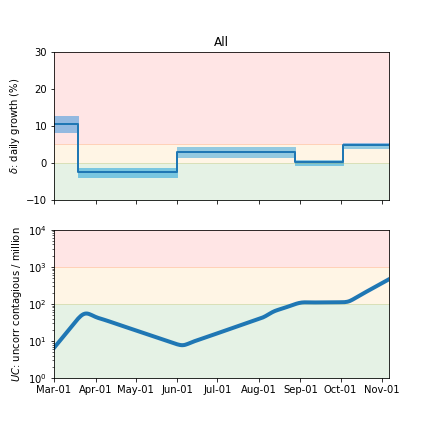 All
δ: daily growth (%)
30
20
10
0
−10
UC: uncorr contagious / million
10⁴
10³
10²
10¹
10⁰
Mar-01 Apr-01 May-01 Jun-01 Jul-01 Aug-01 Sep-01 Oct-01 Nov-01